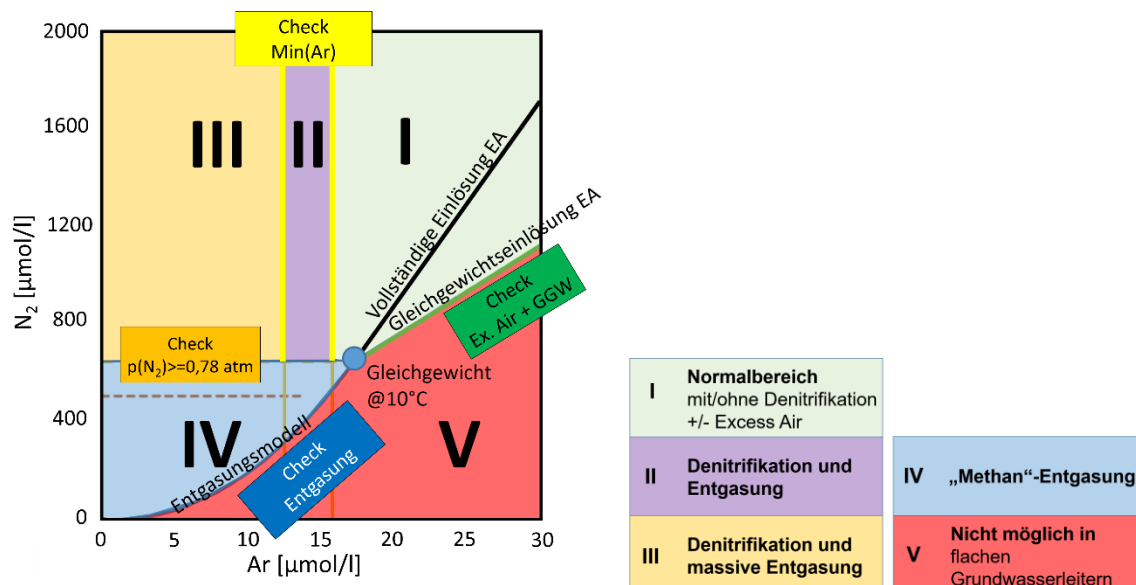 Check
Min(Ar)
2000
1600
1200
800
400
0
N₂ [µmol/l]
III
II
I
Vollständige Einlösung EA
Gleichgewichtseinlösung EA
Check
Ex. Air + GGW
Check
p(N₂)>=0,78 atm
Gleichgewicht
@10°C
IV
V
Entgasungsmodell
Check
Entgasung
0
5
10
15
20
25
30
Ar [µmol/l]
I
Normalbereich
mit/ohne Denitrifikation
+/- Excess Air
II
Denitrifikation und
Entgasung
III
Denitrifikation und
massive Entgasung
IV
„Methan“-Entgasung
V
Nicht möglich in
flachen
Grundwasserleitern